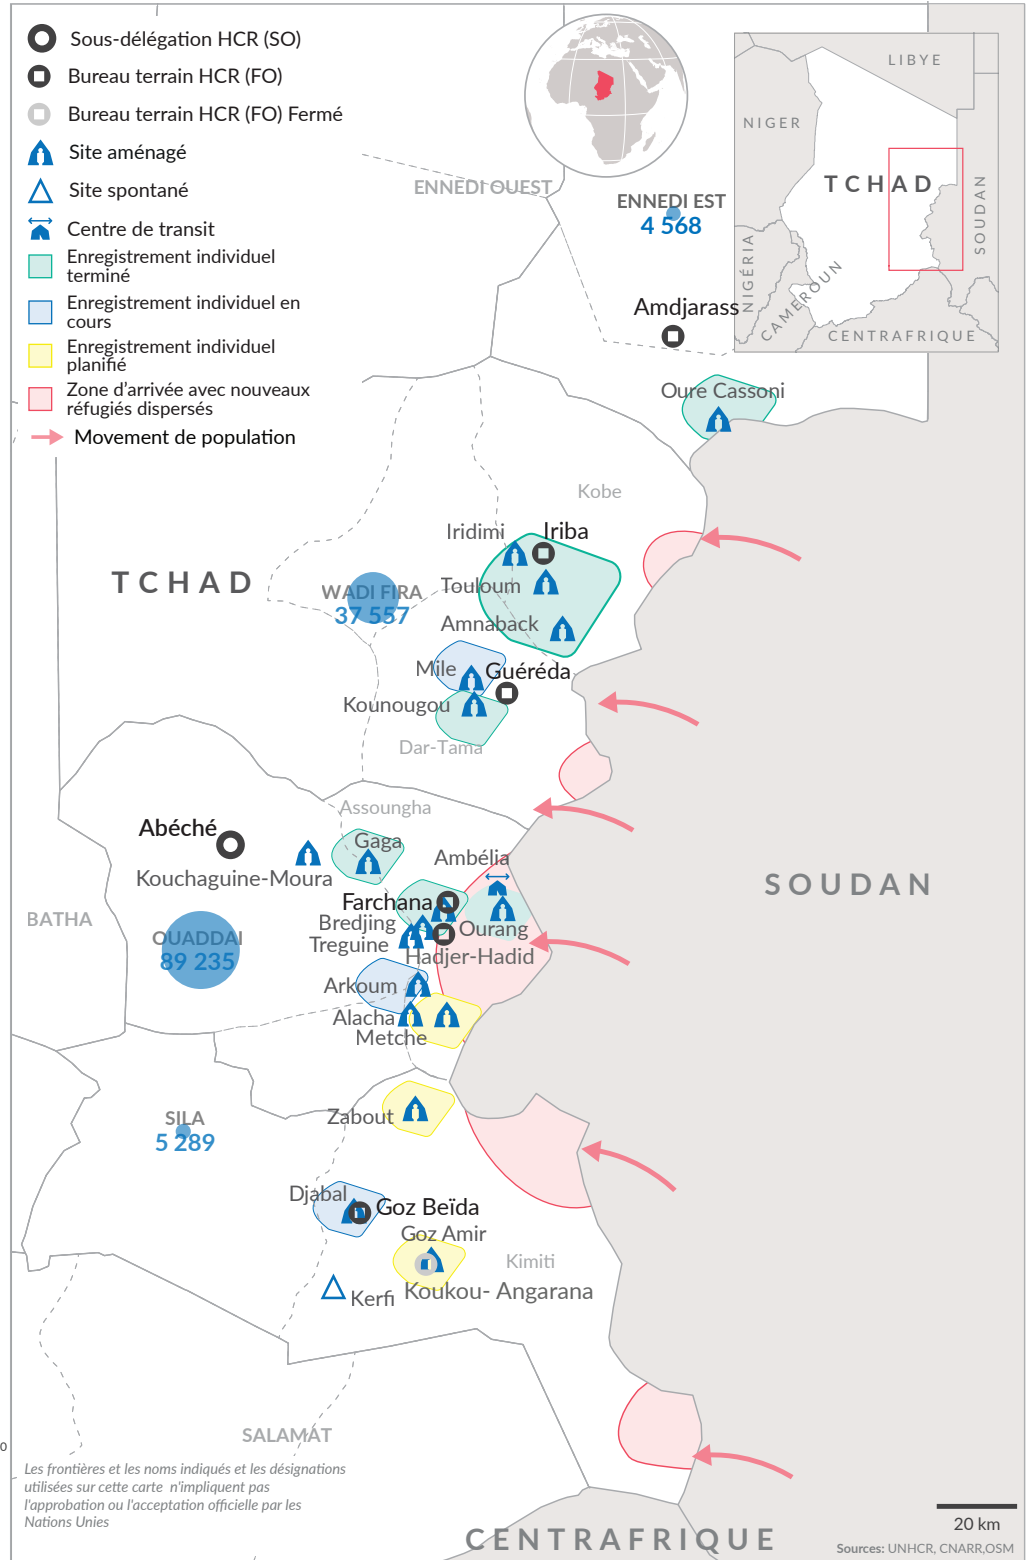 Sous-délégation HCR (SO)
Bureau terrain HCR (FO)
Bureau terrain HCR (FO) Fermé
Site aménagé
Site spontané
Centre de transit
Enregistrement individuel
terminé
Enregistrement individuel en
cours
Enregistrement individuel
planifié
Zone d'arrivée avec nouveaux
réfugiés dispersés
Movement de population
LIBYE
NIGER
TCHAD
SOUDAN
NIGÉRIA
CAMEROUN
CENTRAFRIQUE
ENNEDI OUEST
ENNEDI EST
4 568
Amdjarass
Oure Cassoni
Kobe
Iridimi
Iriba
TCHAD
WADI FIRA
37 557
Touloum
Amnaback
Mile
Guéréda
Kounougou
Dar-Tama
Assoungha
Abéché
Gaga
Ambélia
Kouchaguine-Moura
SOUDAN
Farchana
BATHA
Bredjing
Ourang
OUADDAI
89 235
Treguine
Hadjer-Hadid
Arkoum
Alacha
Metche
Zabout
SILA
5 289
Djabal
Goz Beïda
Goz Amir
Kimiti
Kerfi
Koukou- Angarana
SALAMAT
0
Les frontières et les noms indiqués et les désignations
utilisées sur cette carte n'impliquent pas
l'approbation ou l'acceptation officielle par les
Nations Unies
20 km
CENTRAFRIQUE
Sources: UNHCR, CNARR,OSM